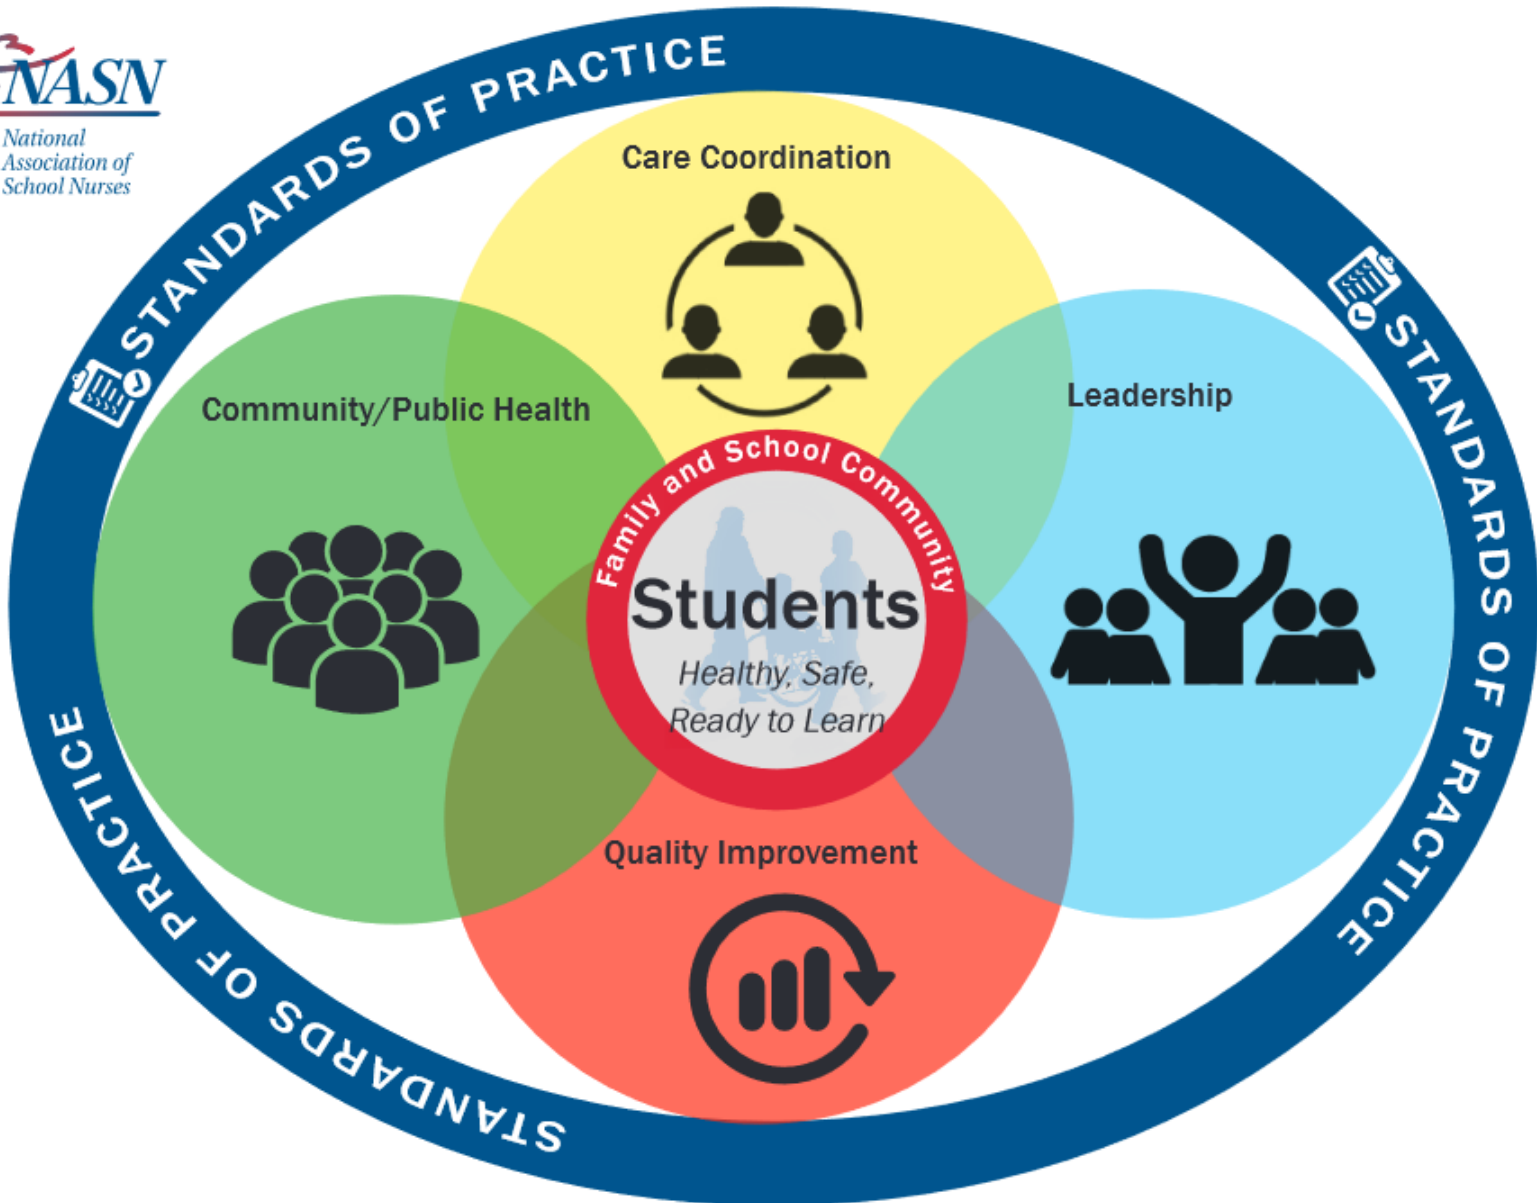 NASN
National
Association of
School Nurses
STANDARDS OF PRACTICE
STANDARDS OF PRACTICE
STANDARDS OF PRACTICE
Care Coordination
Community/Public Health
Leadership
Family and School Community
Students
Healthy, Safe,
Ready to Learn
Quality Improvement